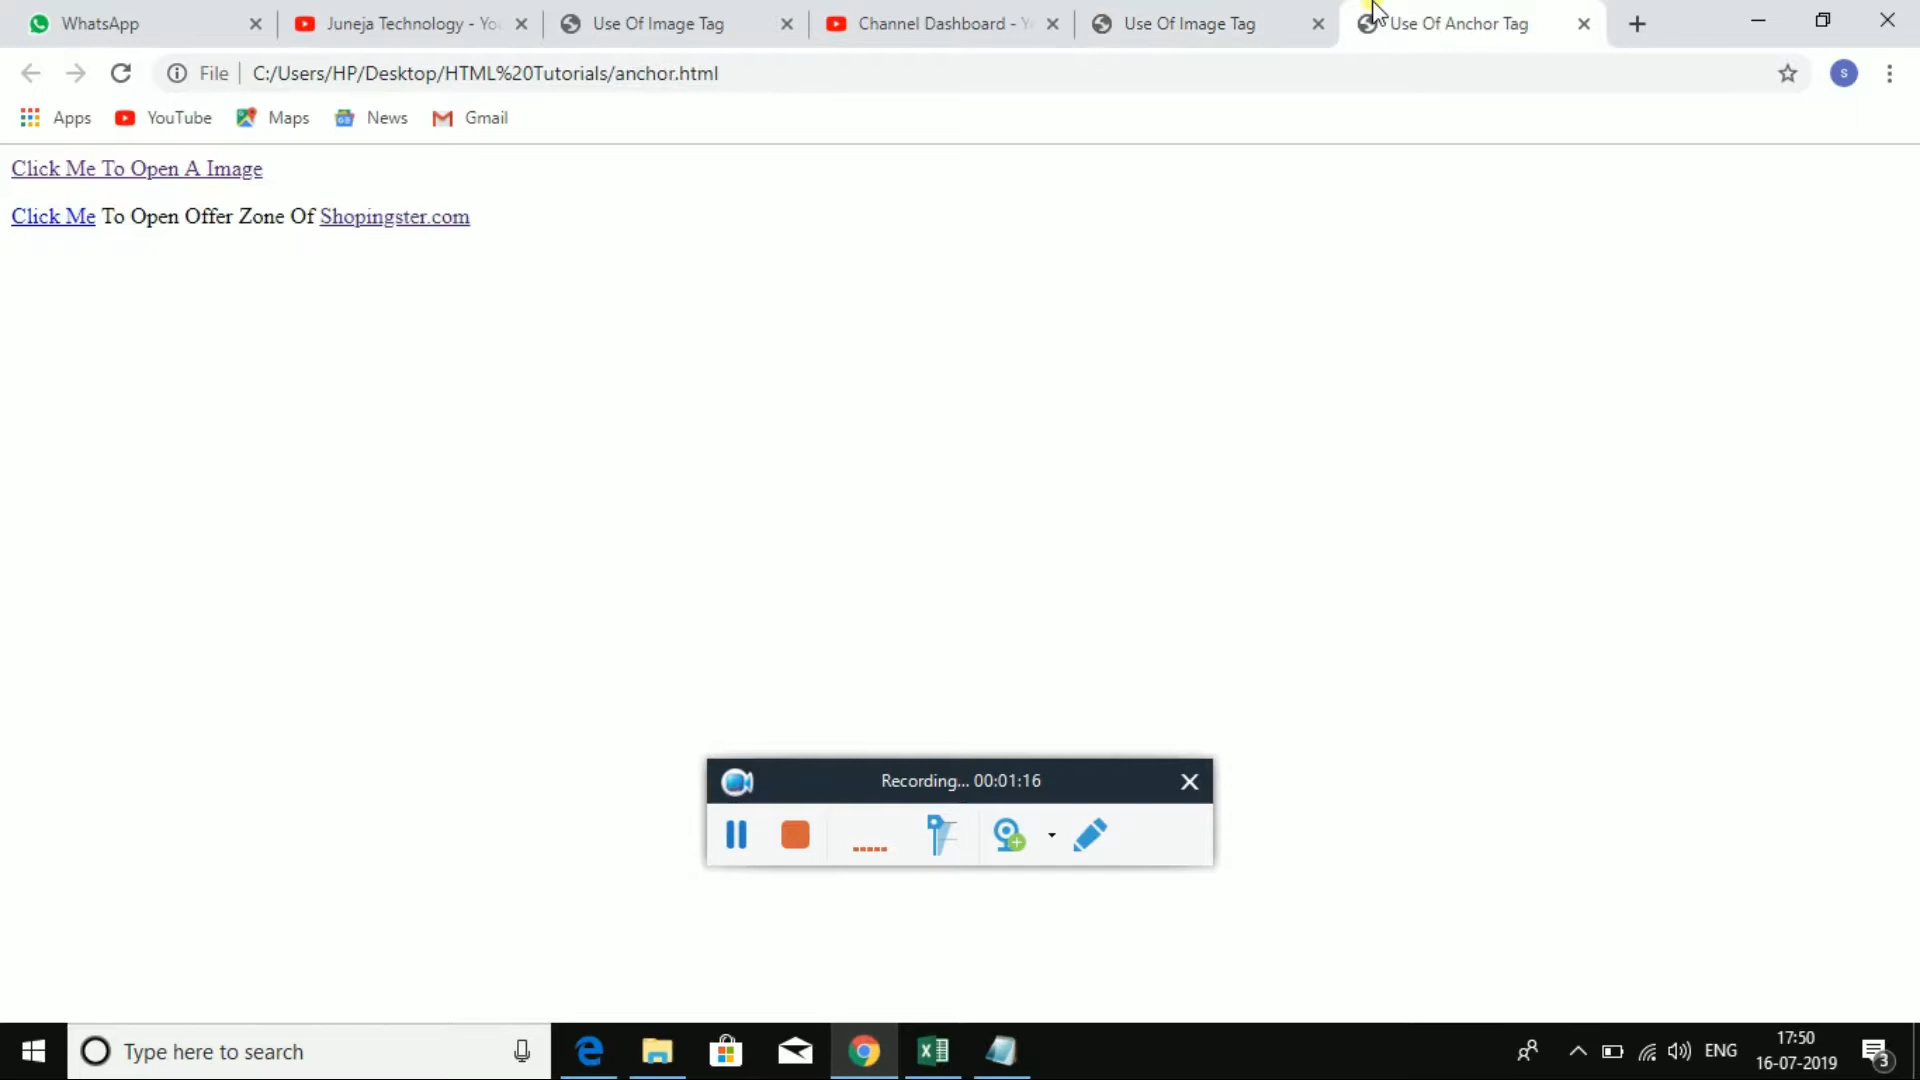 WhatsApp
Juneja Technology - Yo
Use Of Image Tag
Channel Dashboard - Y
Use Of Image Tag
Use Of Anchor Tag
File
C:/Users/HP/Desktop/HTML%20Tutorials/anchor.html
S
Apps
YouTube
Maps
News
Gmail
Click Me To Open A Image
Click Me To Open Offer Zone Of Shopingster.com
Recording... 00:01:16
Type here to search
ENG
17:50
16-07-2019
3